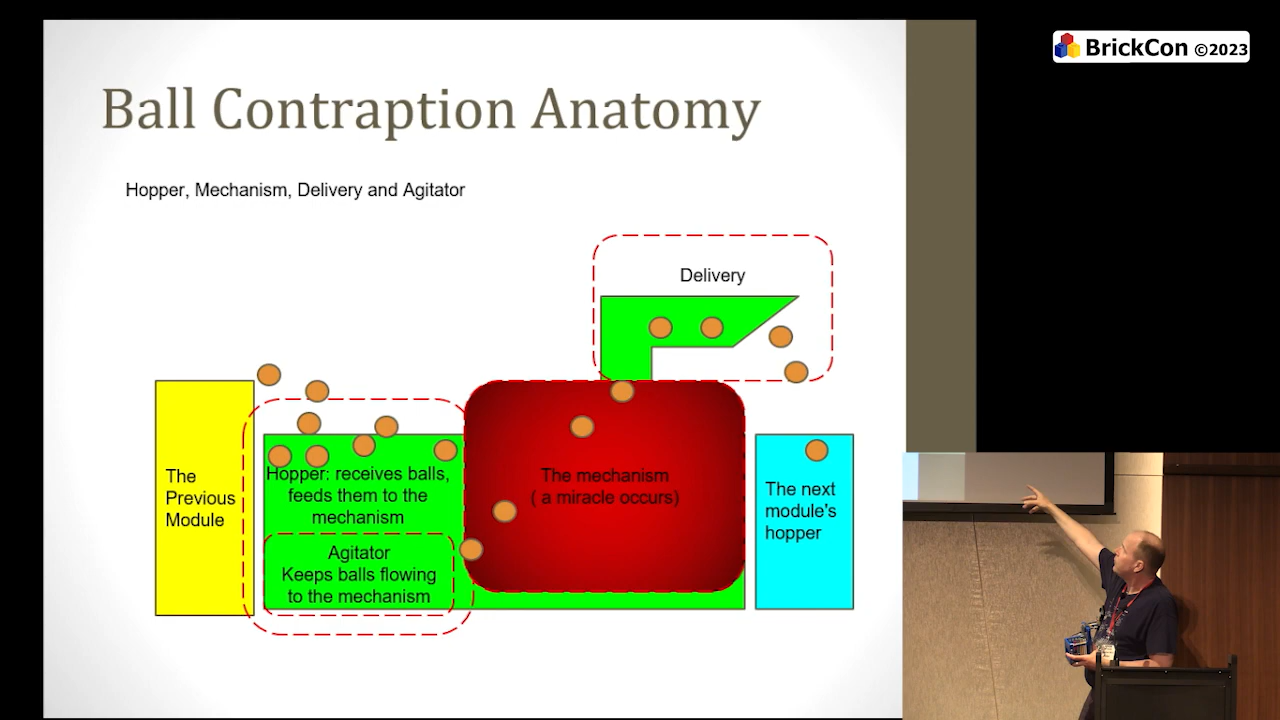 BrickCon ©2023
Ball Contraption Anatomy
Hopper, Mechanism, Delivery and Agitator
Delivery
The
Previous
Module
Hopper: receives balls,
feeds them to the
mechanism
Agitator
Keeps balls flowing
to the mechanism
The mechanism
( a miracle occurs)
The next
module's
hopper